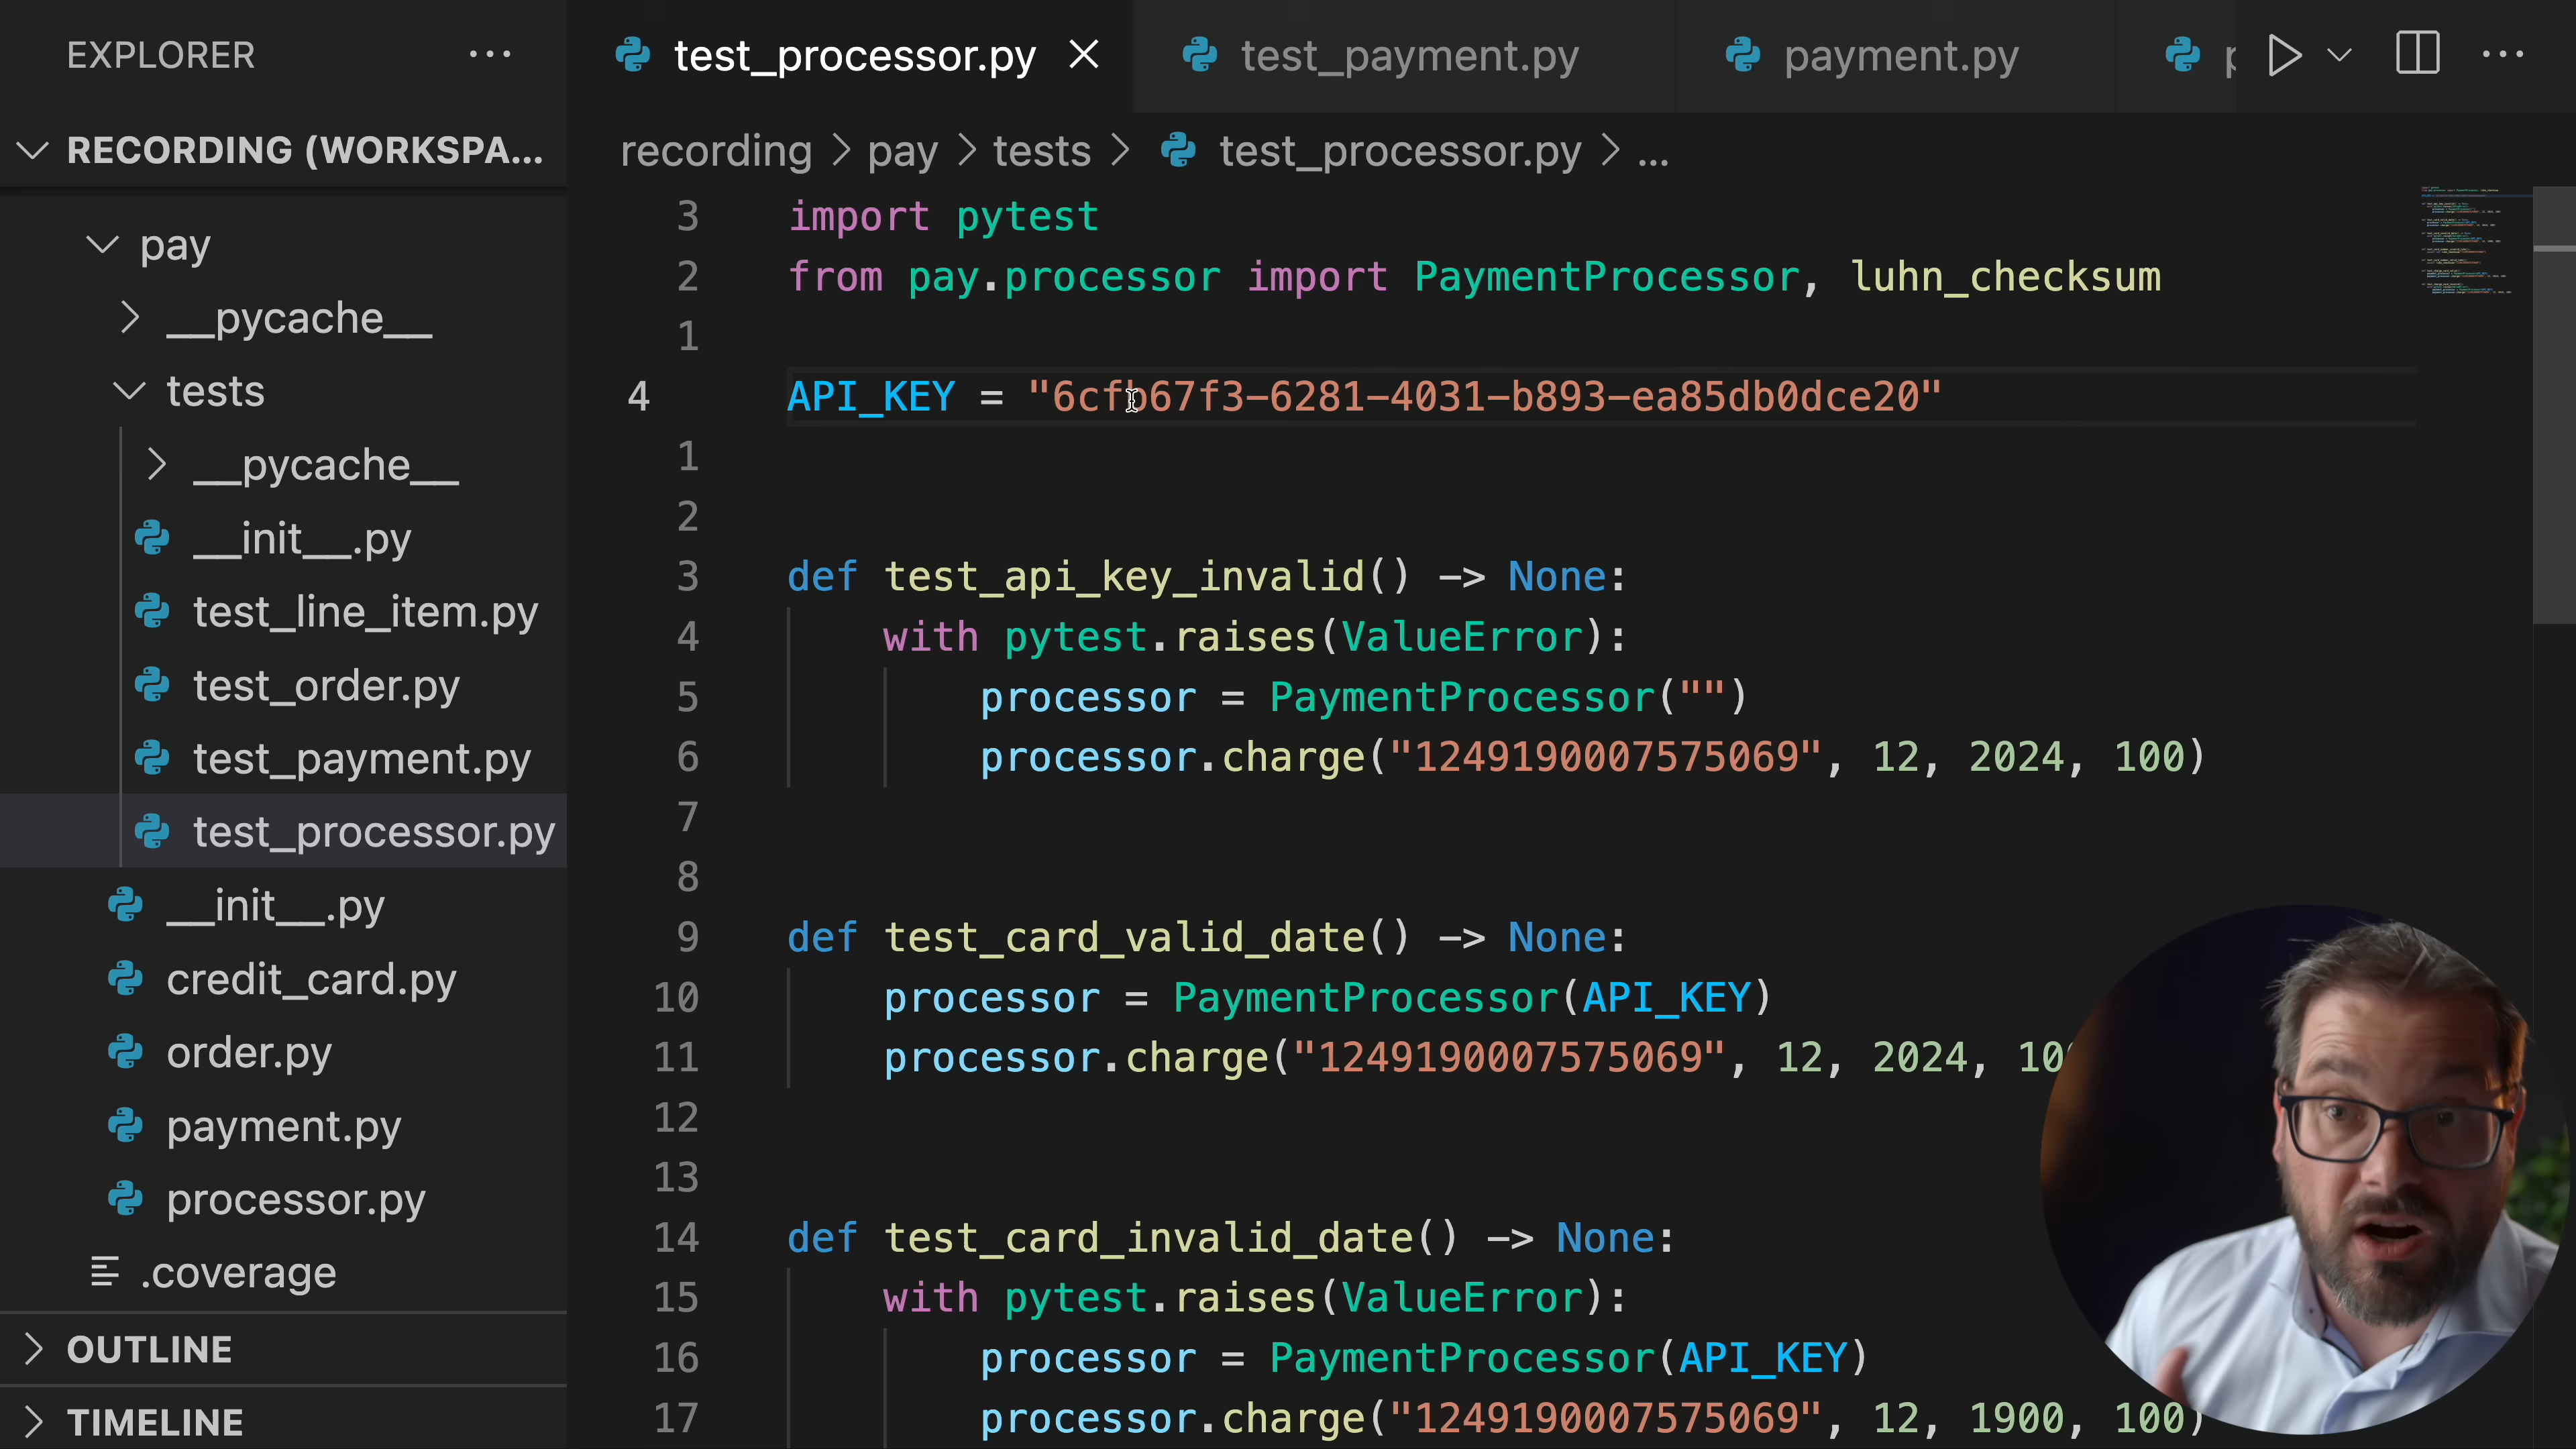 EXPLORER
RECORDING (WORKSPA...
pay
__pycache__
tests
__pycache__
__init__.py
test_line_item.py
test_order.py
test_payment.py
test_processor.py
__init__.py
credit_card.py
order.py
payment.py
processor.py
.coverage
OUTLINE
TIMELINE
test_processor.py
test_payment.py
payment.py
recording > pay > tests > test_processor.py > ...
3 import pytest
2 from pay.processor import PaymentProcessor, luhn_checksum
1
4 API_KEY = "6cfb67f3-6281-4031-b893-ea85db0dce20"
1
2
3 def test_api_key_invalid() -> None:
4 with pytest.raises(ValueError):
5 processor = PaymentProcessor("")
6 processor.charge("1249190007575069", 12, 2024, 100)
7
8
9 def test_card_valid_date() -> None:
10 processor = PaymentProcessor(API_KEY)
11 processor.charge("1249190007575069", 12, 2024, 10
12
13
14 def test_card_invalid_date() -> None:
15 with pytest.raises(ValueError):
16 processor = PaymentProcessor(API_KEY)
17 processor.charge("1249190007575069", 12, 1900, 100)